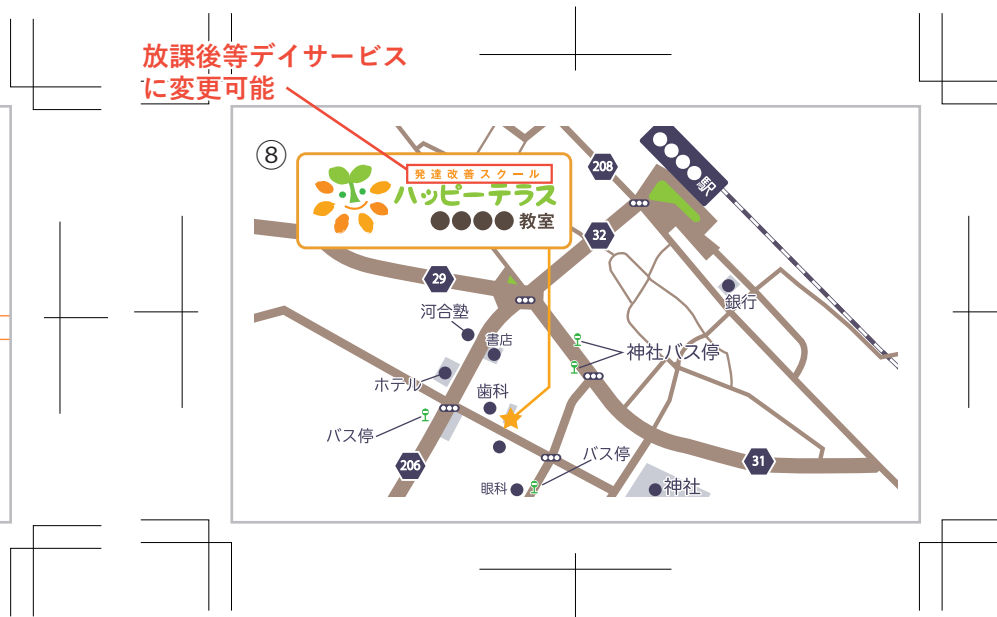 放課後等デイサービス
に変更可能
⑧
発達改善スクール
ハッピーテラス
●●●●教室
●●●●駅
208
32
29
河合塾
書店
銀行
神社バス停
ホテル
歯科
バス停
206
バス停
31
眼科
神社